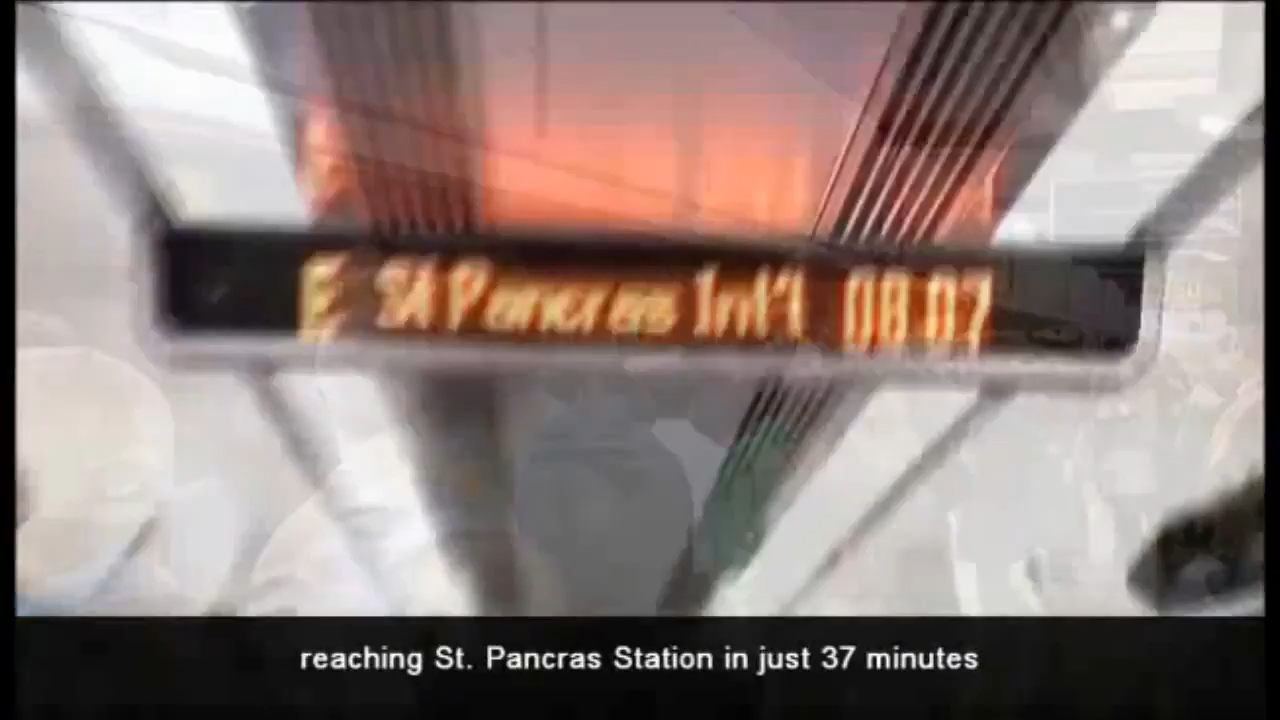 E St Pancras Int'l 08.07
reaching St. Pancras Station in just 37 minutes